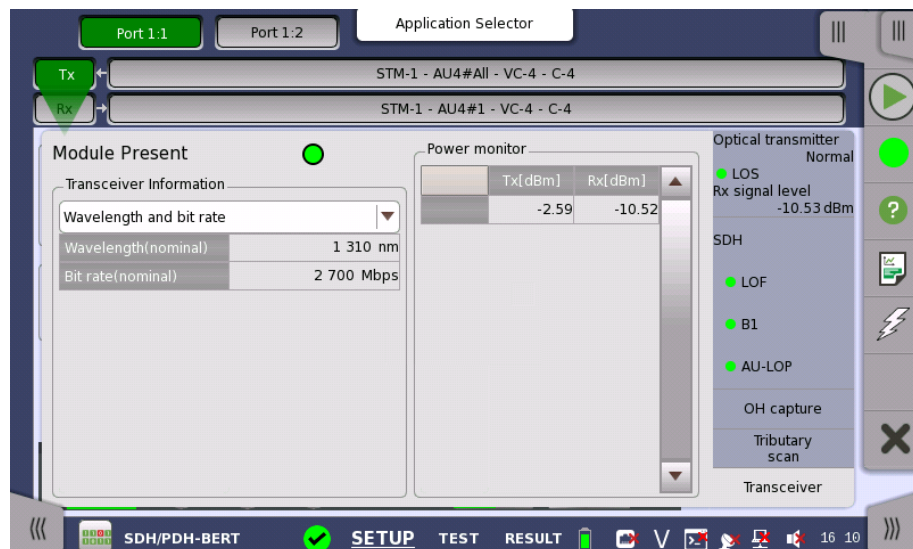 Application Selector
Port 1:1
Port 1:2
Tx
STM-1 - AU4#All - VC-4 - C-4
Rx
STM-1 - AU4#1 - VC-4 - C-4
Module Present
Transceiver Information
Wavelength and bit rate
Wavelength(nominal) 1 310 nm
Bit rate(nominal) 2 700 Mbps
Power monitor
Tx[dBm] Rx[dBm]
-2.59 -10.52
Optical transmitter
Normal
LOS
Rx signal level
-10.53 dBm
SDH
LOF
B1
AU-LOP
OH capture
Tributary
scan
Transceiver
SDH/PDH-BERT
SETUP
TEST
RESULT
16 10